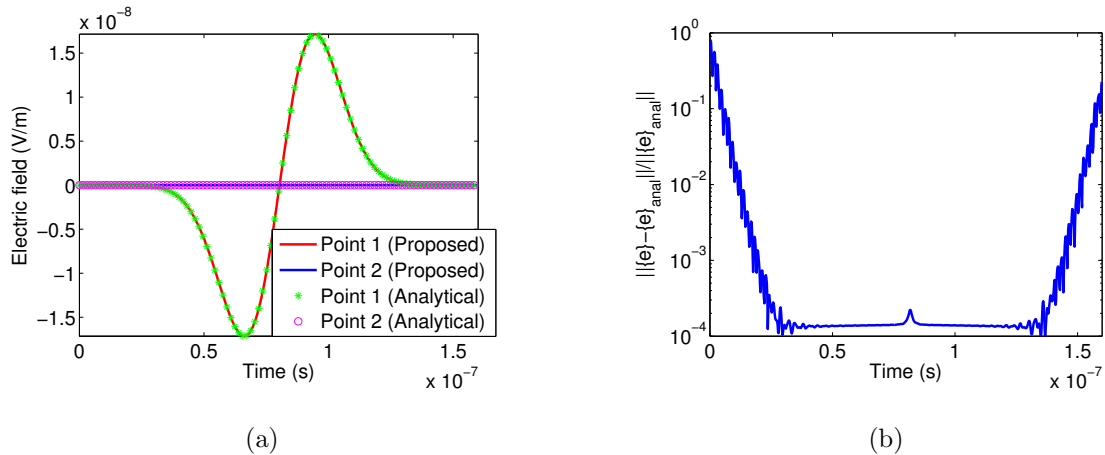 x 10⁻⁸
1.5
1
0.5
0
−0.5
−1
−1.5
Electric field (V/m)
Point 1 (Proposed)
Point 2 (Proposed)
Point 1 (Analytical)
Point 2 (Analytical)
0 0.5 1 1.5
Time (s)
x 10⁻⁷
(a)
10⁰
10⁻¹
10⁻²
10⁻³
10⁻⁴
||{e}−{e}anal||/||{e}anal||
0 0.5 1 1.5
Time (s)
x 10⁻⁷
(b)